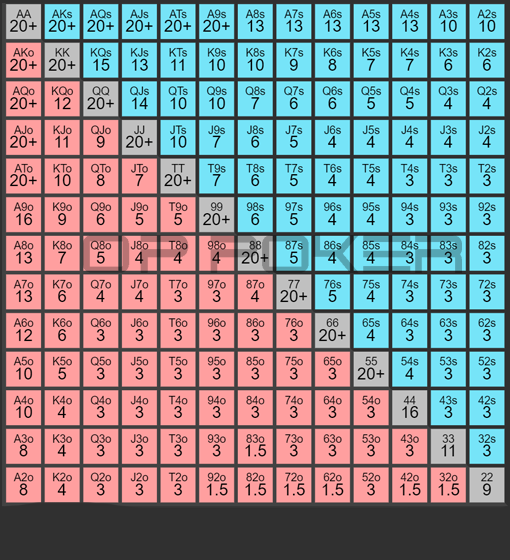 AA AKs AQs AJs ATs A9s A8s A7s A6s A5s A4s A3s A2s
20+ 20+ 20+ 20+ 20+ 20+ 13 13 13 13 13 10 10
AKo KK KQs KJs KTs K9s K8s K7s K6s K5s K4s K3s K2s
20+ 20+ 15 13 11 10 10 9 8 7 7 6 6
AQo KQo QQ QJs QTs Q9s Q8s Q7s Q6s Q5s Q4s Q3s Q2s
20+ 12 20+ 14 10 10 7 6 6 5 5 4 4
AJo KJo QJo JJ JTs J9s J8s J7s J6s J5s J4s J3s J2s
20+ 11 9 20+ 10 7 6 5 4 4 4 4 4
ATo KTo QTo JTo TT T9s T8s T7s T6s T5s T4s T3s T2s
20+ 10 8 7 20+ 7 6 5 4 4 3 3 3
A9o K9o Q9o J9o T9o 99 98s 97s 96s 95s 94s 93s 92s
16 9 6 5 5 20+ 6 5 4 4 3 3 3
A8o K8o Q8o J8o T8o 98o 88 87s 86s 85s 84s 83s 82s
13 7 5 4 4 4 20+ 5 4 4 3 3 3
OP POKER
A7o K7o Q7o J7o T7o 97o 87o 77 76s 75s 74s 73s 72s
13 6 4 4 3 3 4 20+ 5 4 3 3 3
A6o K6o Q6o J6o T6o 96o 86o 76o 66 65s 64s 63s 62s
12 6 3 3 3 3 3 3 20+ 4 3 3 3
A5o K5o Q5o J5o T5o 95o 85o 75o 65o 55 54s 53s 52s
10 5 3 3 3 3 3 3 3 20+ 4 3 3
A4o K4o Q4o J4o T4o 94o 84o 74o 64o 54o 44 43s 42s
10 4 3 3 3 3 3 3 3 3 16 3 3
A3o K3o Q3o J3o T3o 93o 83o 73o 63o 53o 43o 33 32s
8 4 3 3 3 3 1.5 3 3 3 3 11 3
A2o K2o Q2o J2o T2o 92o 82o 72o 62o 52o 42o 32o 22
8 4 3 3 3 1.5 1.5 1.5 1.5 3 1.5 1.5 9